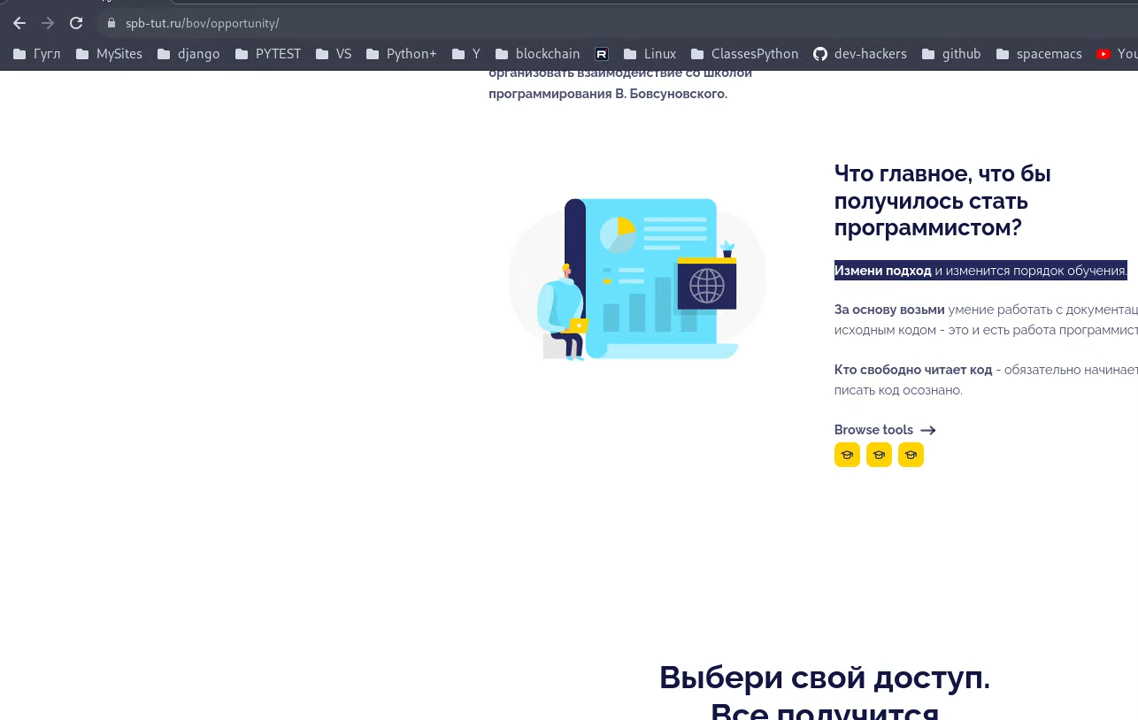 spb-tut.ru/bov/opportunity/
Гугл MySites django PYTEST VS Python+ Y blockchain R Linux ClassesPython dev-hackers github spacemacs
организовать взаимодействие со школой
программирования В. Бовсуновского.
Что главное, что бы
получилось стать
программистом?
Измени подход и изменится порядок обучения.
За основу возьми умение работать с
исходным кодом - это и есть работа
Кто свободно читает код - обязательно
писать код осознано.
Browse tools →
Выбери свой доступ.
Все получится